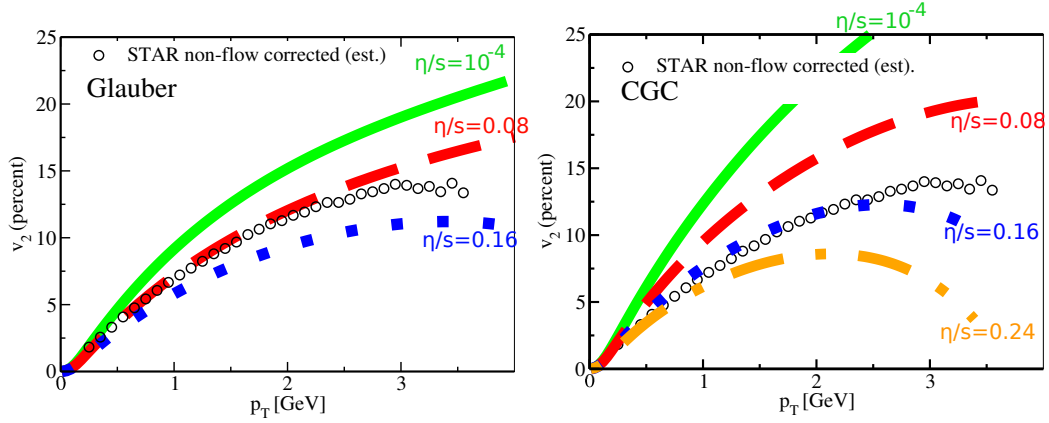 25
20
15
10
5
0
v2 (percent)
STAR non-flow corrected (est.)
Glauber
η/s=10-4
η/s=0.08
η/s=0.16
0 1 2 3
pT [GeV]
25
20
15
10
5
0
v2 (percent)
STAR non-flow corrected (est).
CGC
η/s=10-4
η/s=0.08
η/s=0.16
η/s=0.24
0 1 2 3
pT [GeV]